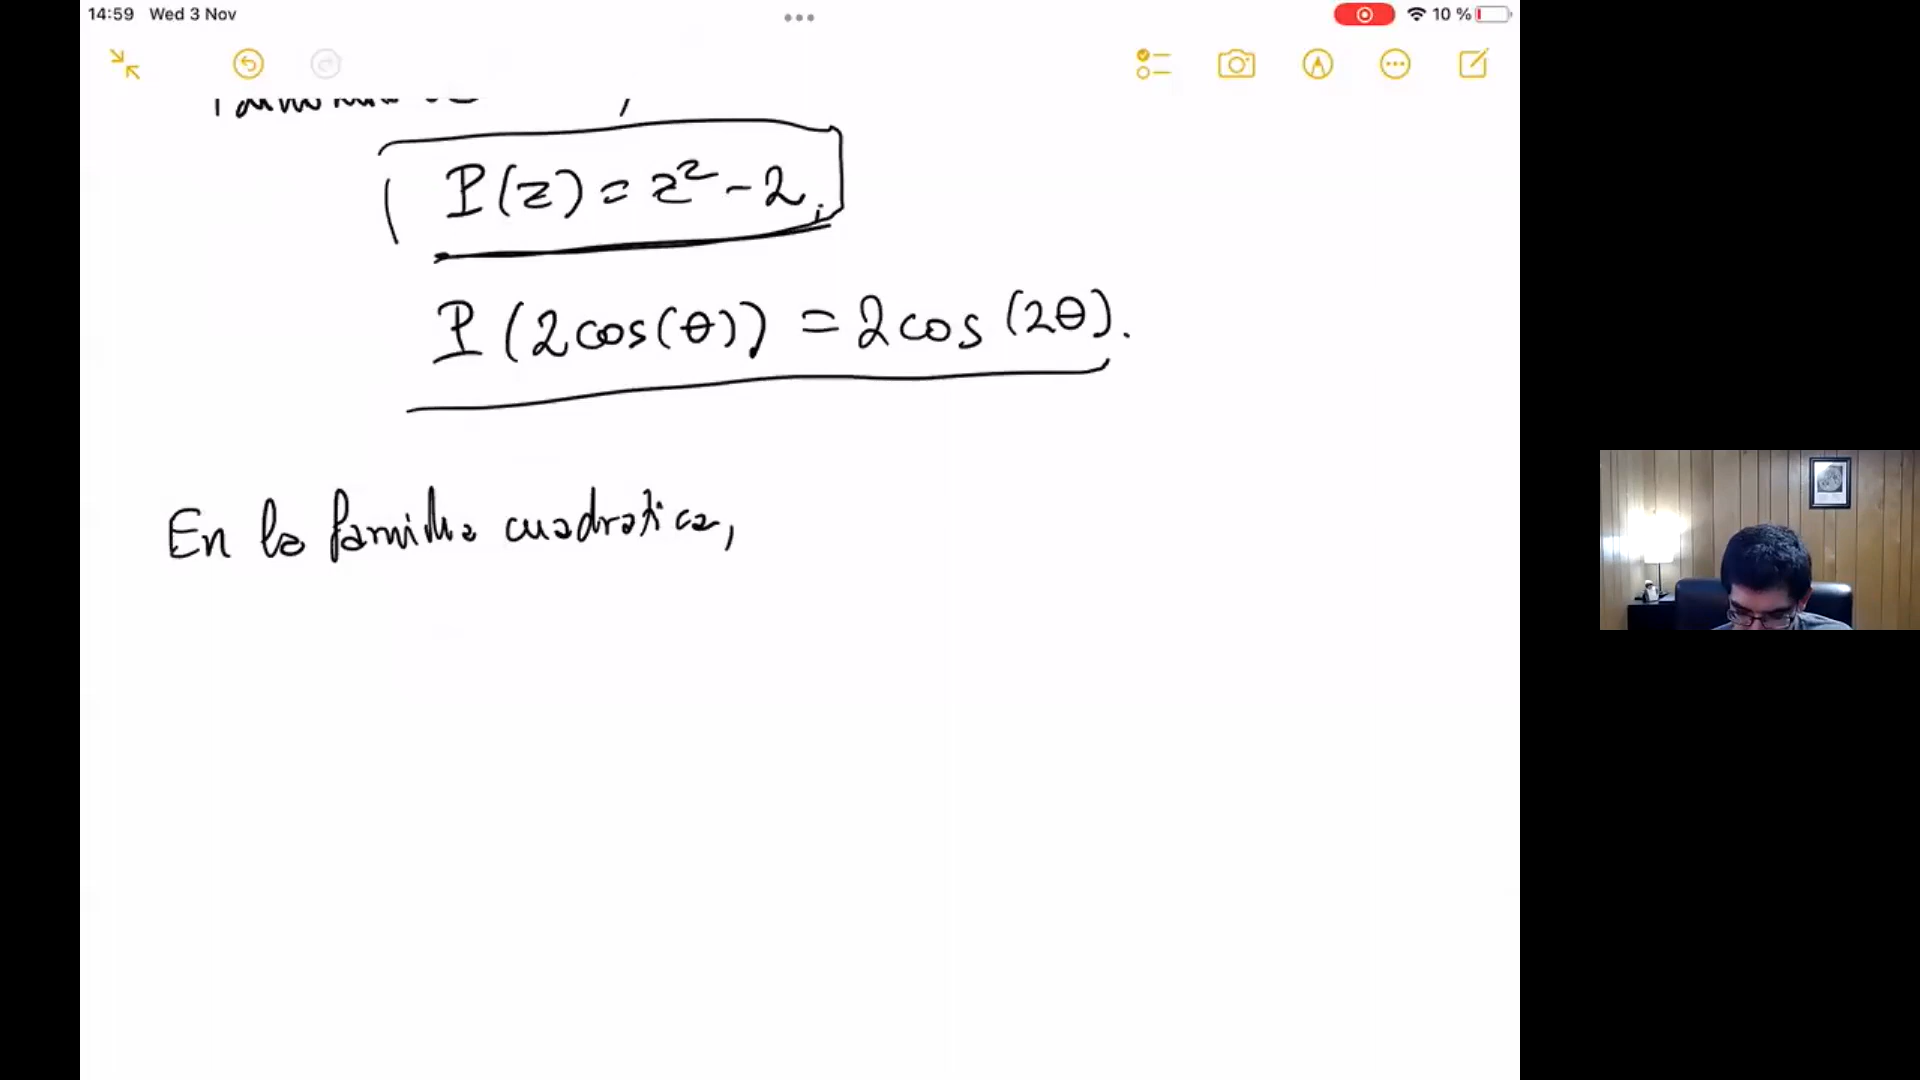 14:59 Wed 3 Nov
10 %
P(z) = z² - 2,
P(2cos(θ)) = 2cos(2θ).
En la familia cuadratica,